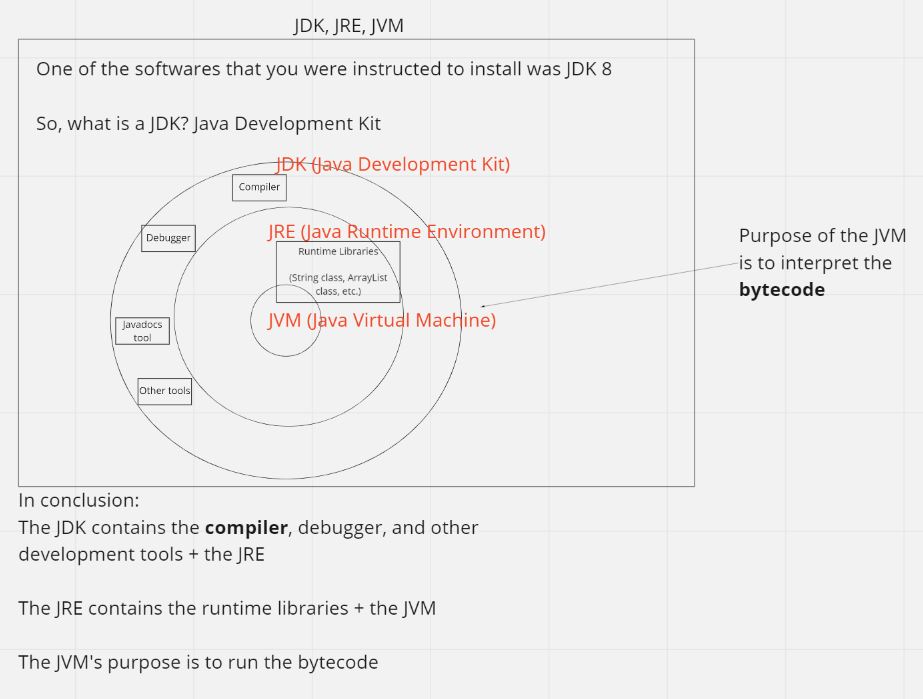 JDK, JRE, JVM
One of the softwares that you were instructed to install was JDK 8
So, what is a JDK? Java Development Kit
JDK (Java Development Kit)
Compiler
JRE (Java Runtime Environment)
Debugger
Runtime Libraries
(String class, ArrayList
class, etc.)
JVM (Java Virtual Machine)
Javadocs
tool
Other tools
Purpose of the JVM
is to interpret the
bytecode
In conclusion:
The JDK contains the compiler, debugger, and other
development tools + the JRE
The JRE contains the runtime libraries + the JVM
The JVM's purpose is to run the bytecode